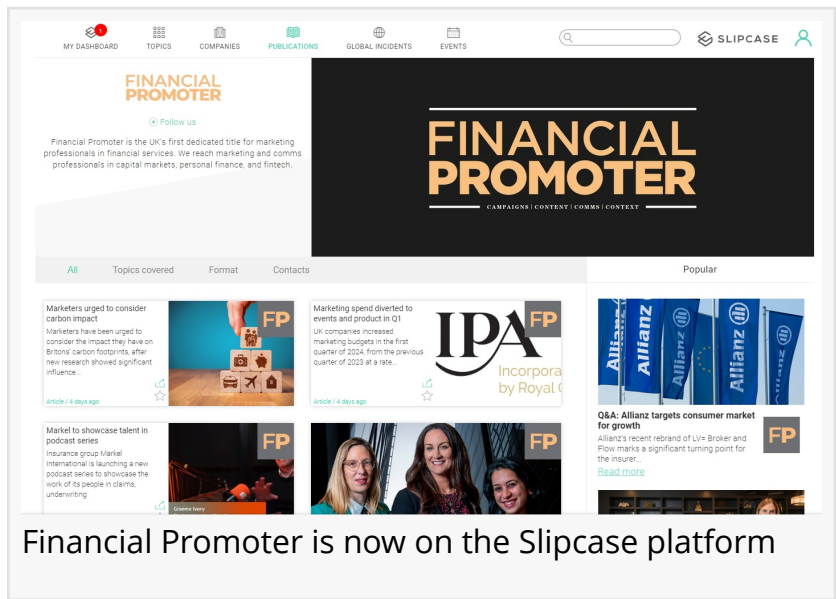 1
MY DASHBOARD
TOPICS
COMPANIES
PUBLICATIONS
GLOBAL INCIDENTS
EVENTS
SLIPCASE
FINANCIAL
PROMOTER
Follow us
Financial Promoter is the UK's first dedicated title for marketing
professionals in financial services. We reach marketing and comms
professionals in capital markets, personal finance, and fintech.
FINANCIAL
PROMOTER
CAMPAIGNS | CONTENT | COMMS | CONTEXT
All
Topics covered
Format
Contacts
Popular
Marketers urged to consider
carbon impact
Marketers have been urged to
consider the impact they have on
Britons' carbon footprints, after
new research showed significant
influence...
Article / 4 days ago
FP
Marketing spend diverted to
events and product in Q1
UK companies increased
marketing budgets in the first
quarter of 2024, from the previous
quarter of 2023 at a rate...
Article / 4 days ago
IPA
Incorpora
by Royal
FP
Allianz
Allianz
Allianz
Allianz
Q&A: Allianz targets consumer market
for growth
Allianz's recent rebrand of LV= Broker and
Flow marks a significant turning point for
the insurer...
Read more
FP
Markel to showcase talent in
podcast series
Insurance group Markel
International is launching a new
podcast series to showcase the
work of its people in claims,
underwriting
Graeme Ivory
FP
FP
Financial Promoter is now on the Slipcase platform